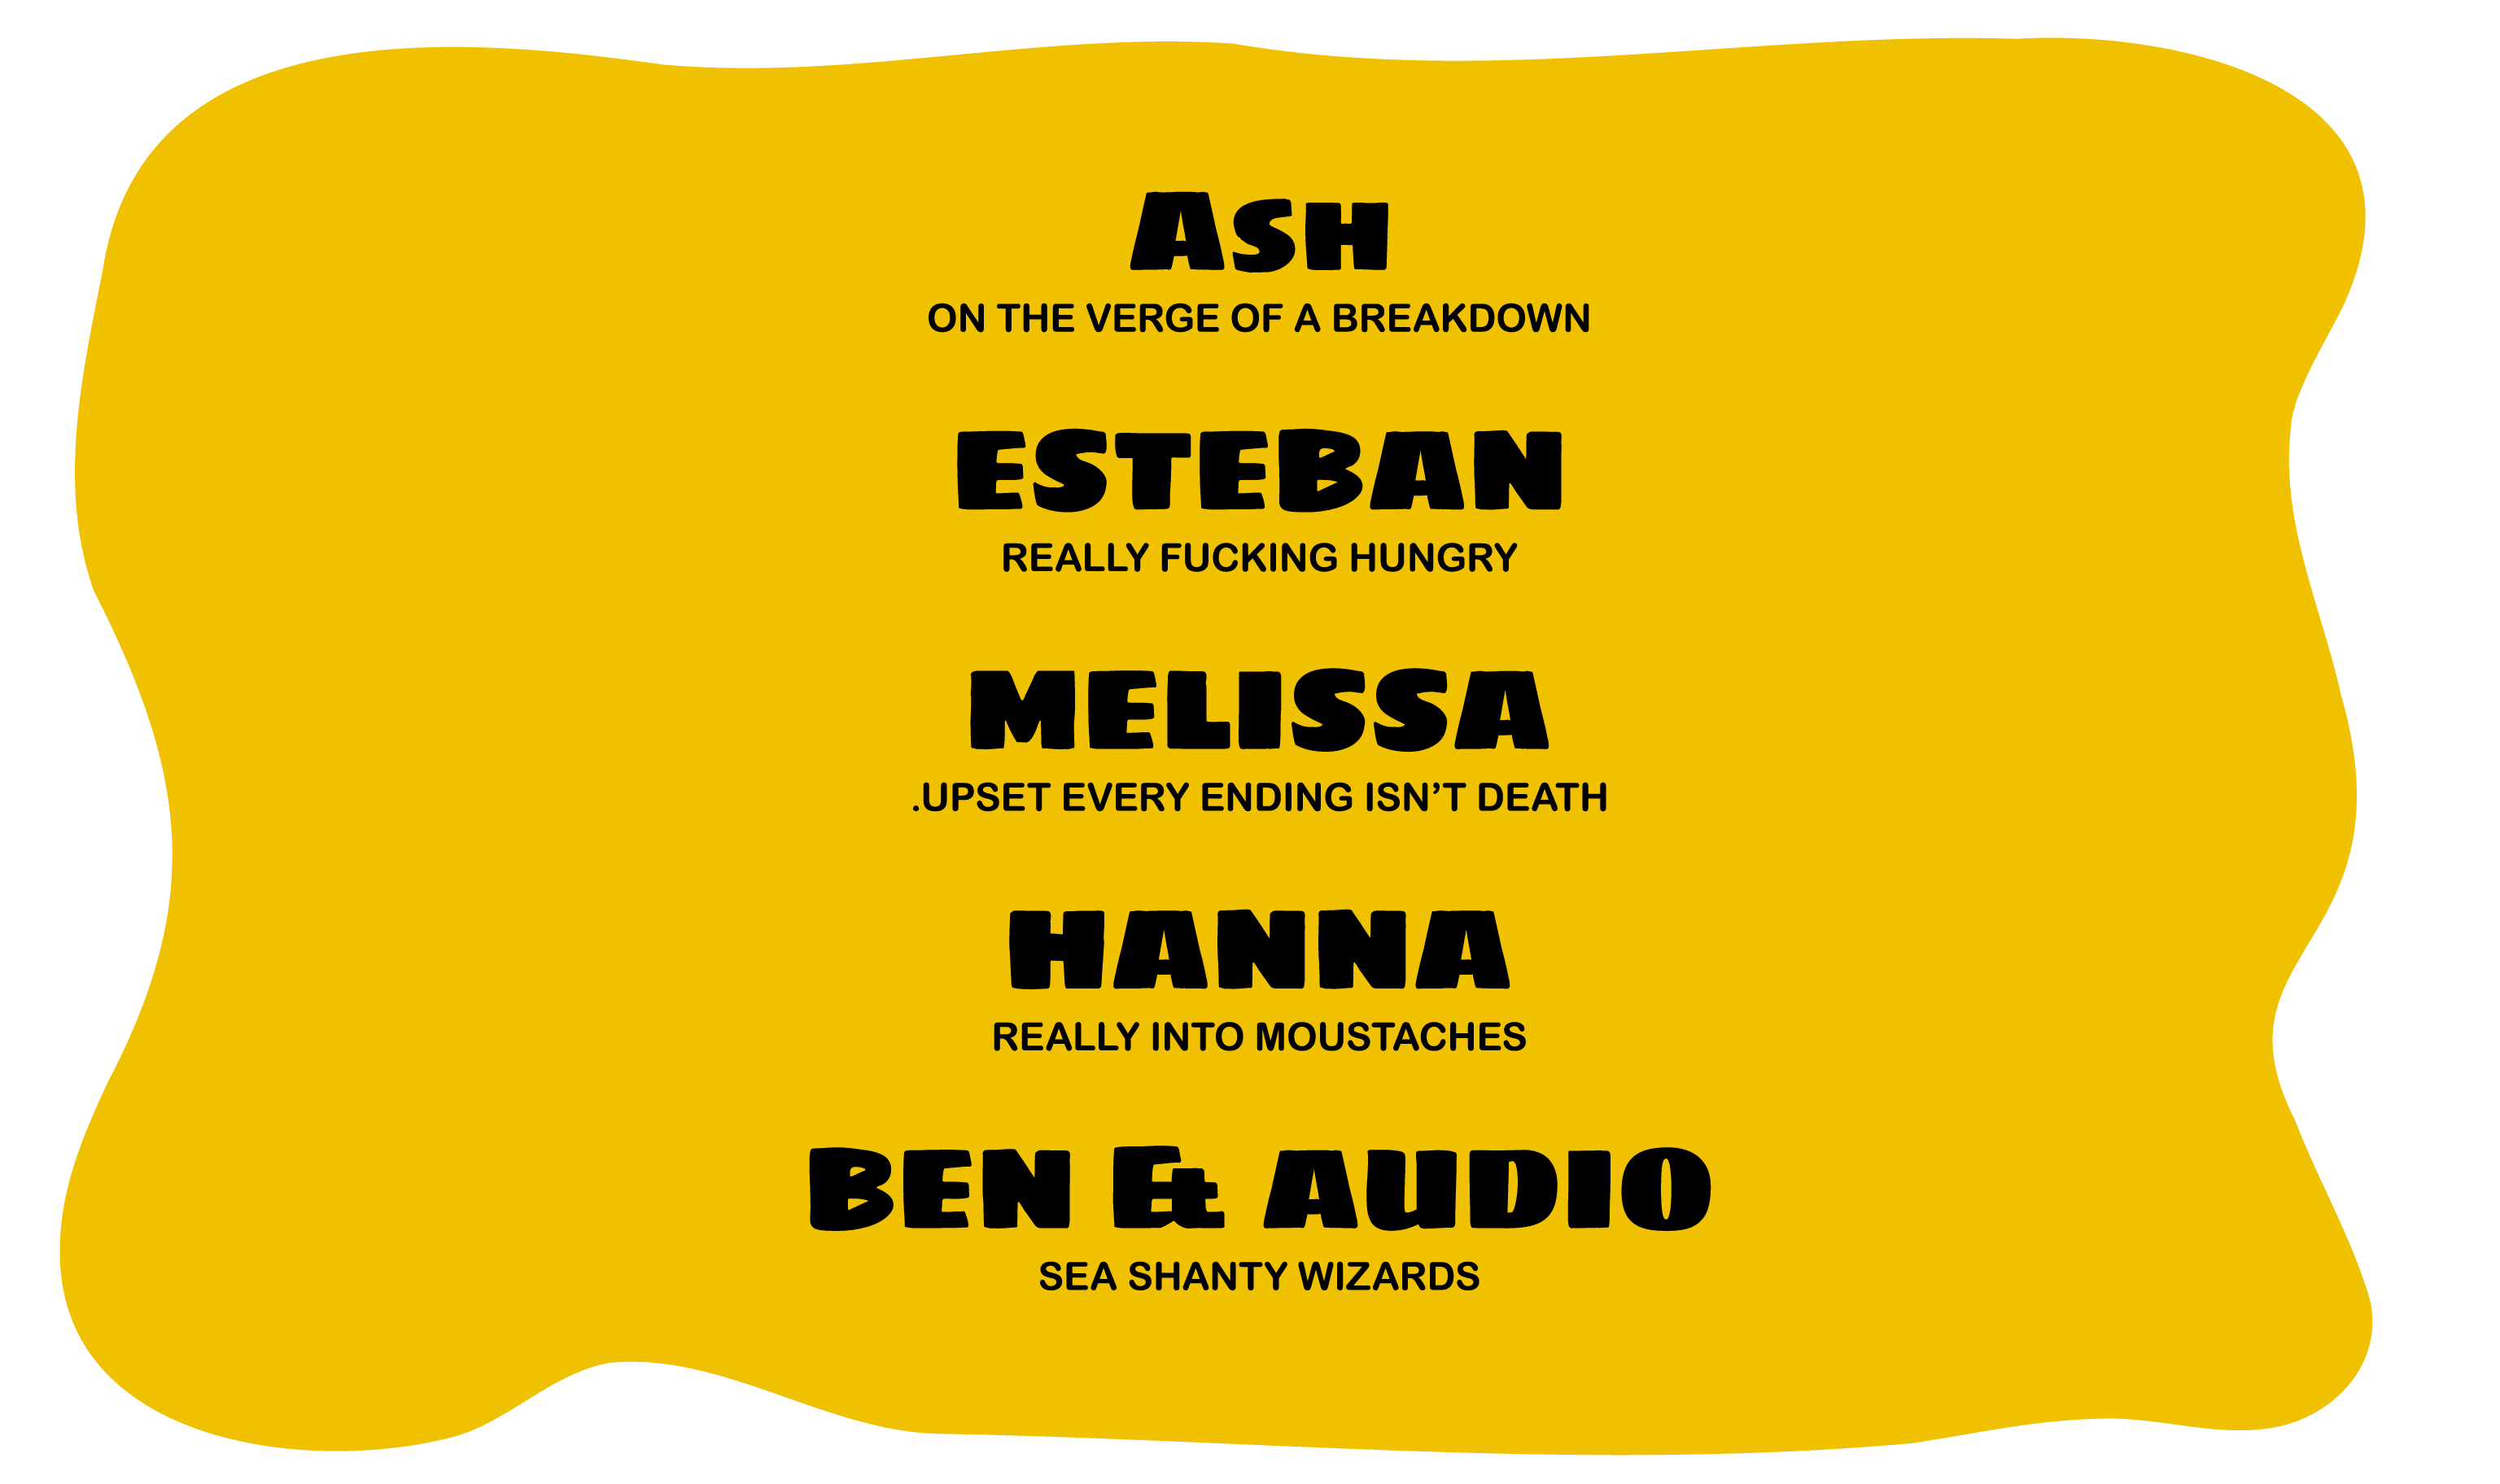 Ash
ON THE VERGE OF A BREAKDOWN
ESTEBAN
REALLY FUCKING HUNGRY
MELISSA
.UPSET EVERY ENDING ISN’T DEATH
HANNA
REALLY INTO MOUSTACHES
BEN & AUDIO
SEA SHANTY WIZARDS